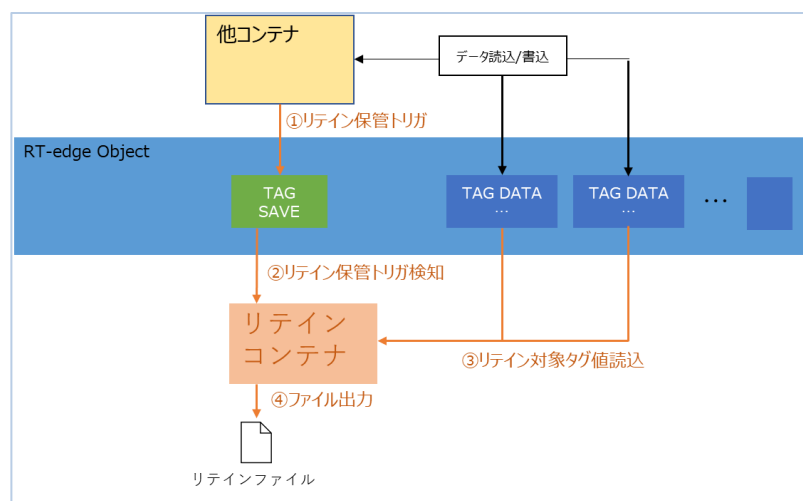 他コンテナ
データ読込/書込
①リテイン保管トリガ
RT-edge Object
TAG
SAVE
TAG DATA
…
TAG DATA
…
…
②リテイン保管トリガ検知
リテイン
コンテナ
③リテイン対象タグ値読込
④ファイル出力
リテインファイル